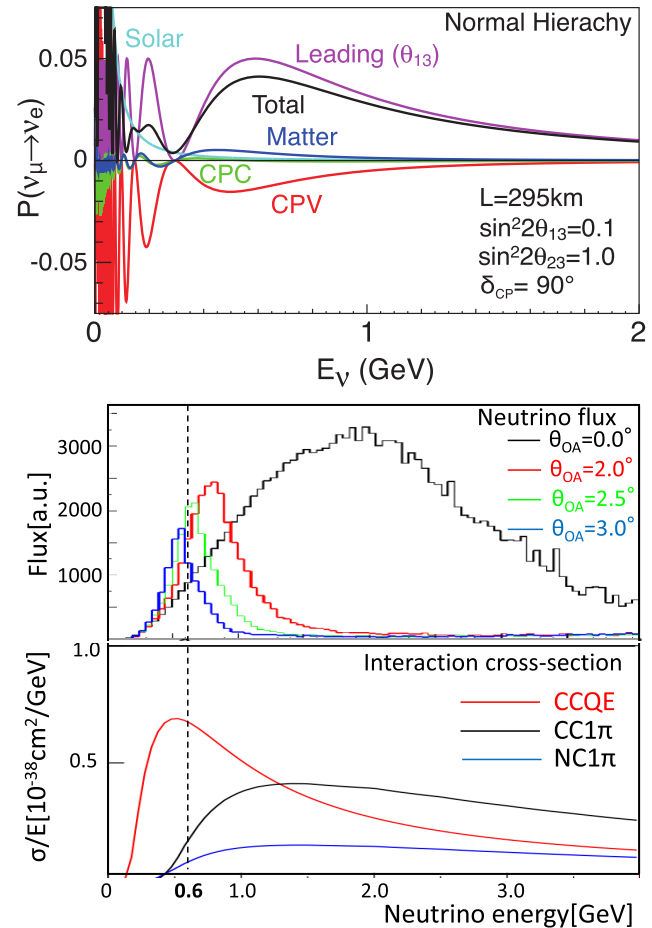 Normal Hierachy
Solar
Leading (θ13)
Total
Matter
CPC
CPV
L=295km
sin²2θ13=0.1
sin²2θ23=1.0
δCP= 90°
0.05
0
-0.05
P(νμ→νe)
0 1 2
Eν (GeV)
Neutrino flux
θOA=0.0°
θOA=2.0°
θOA=2.5°
θOA=3.0°
3000
2000
1000
Flux[a.u.]
Interaction cross-section
CCQE
CC1π
NC1π
1.0
0.5
σ/E[10⁻³⁸cm²/GeV]
0 0.6 1.0 2.0 3.0
Neutrino energy[GeV]